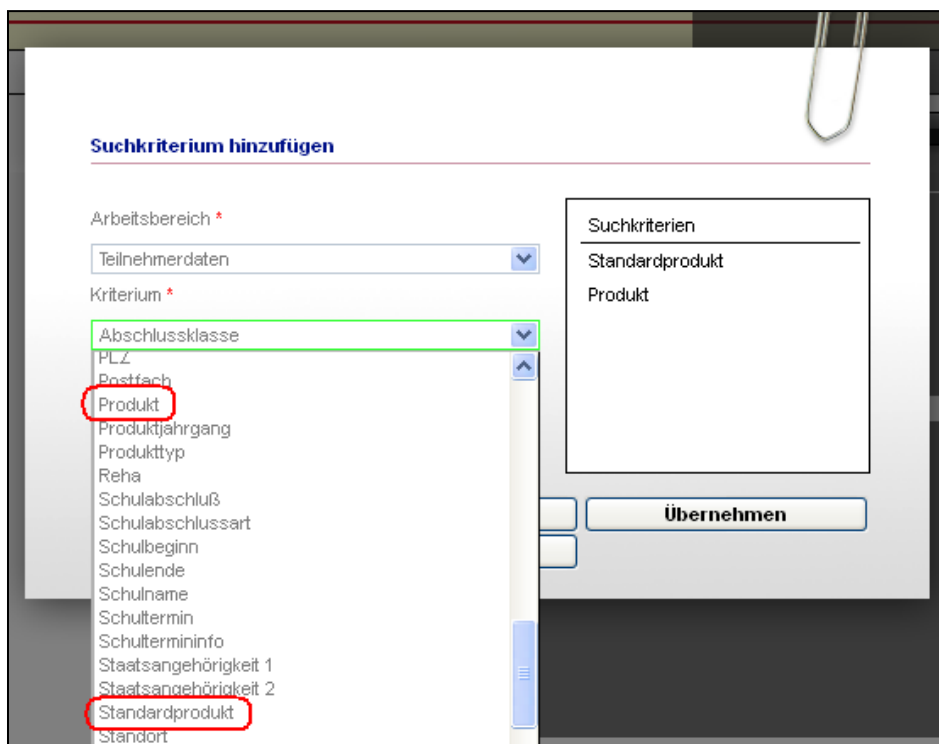 Suchkriterium hinzufügen
Arbeitsbereich *
Teilnehmerdaten
Kriterium *
Abschlussklasse
PLZ
Postfach
Produkt
Produktjahrgang
Produkttyp
Reha
Schulabschluß
Schulabschlussart
Schulbeginn
Schulende
Schulname
Schultermin
Schultermininfo
Staatsangehörigkeit 1
Staatsangehörigkeit 2
Standardprodukt
Standort
Suchkriterien
Standardprodukt
Produkt
Übernehmen